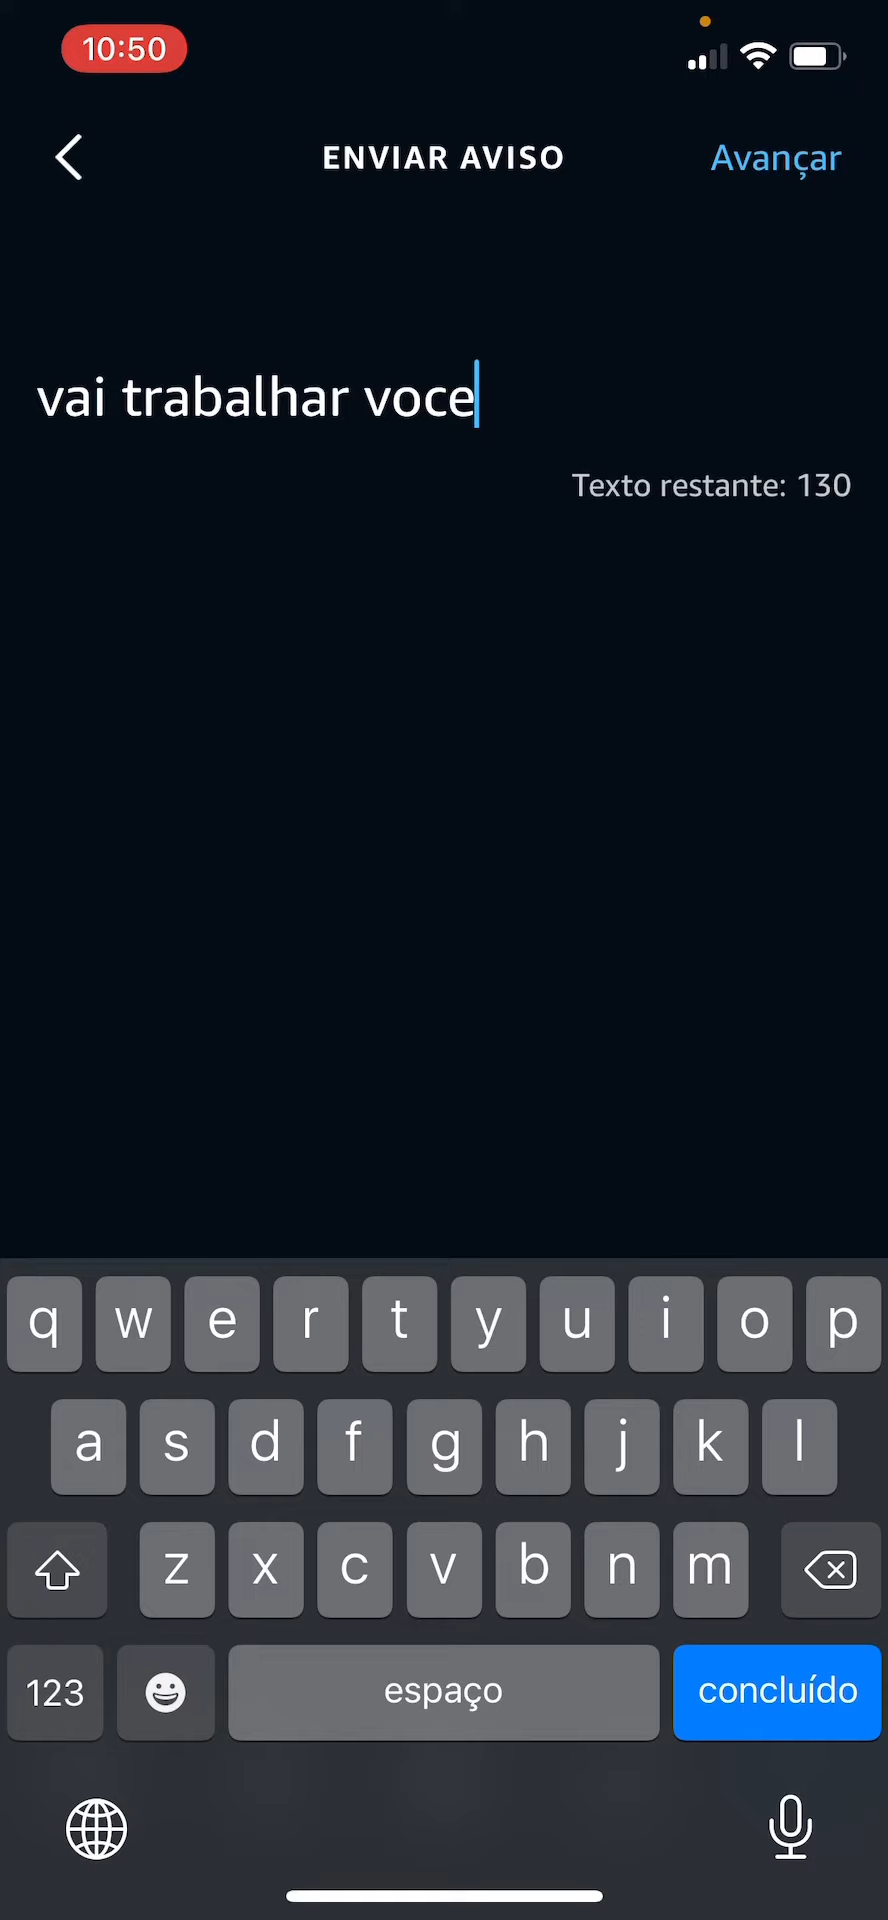 10:50
ENVIAR AVISO
Avançar
vai trabalhar voce
Texto restante: 130
q w e r t y u i o p
a s d f g h j k l
z x c v b n m
123 espaço concluído